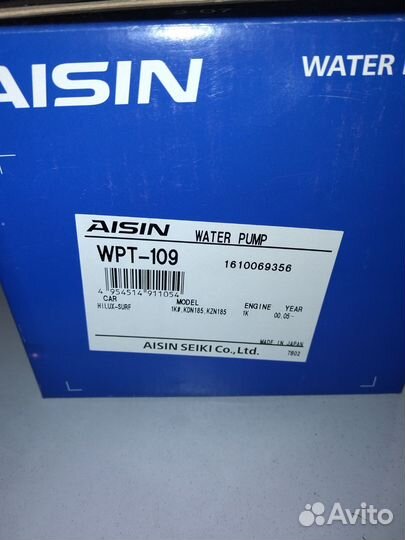 AISIN WATER
AISIN WATER PUMP
WPT-109
1610069356
4 954514 911054
CAR MODEL ENGINE YEAR
HILUX-SURF 1K#,KDN185,KZN185 1K 00,05-
MADE IN JAPAN
AISIN SEIKI Co.,Ltd. 7802
Avito